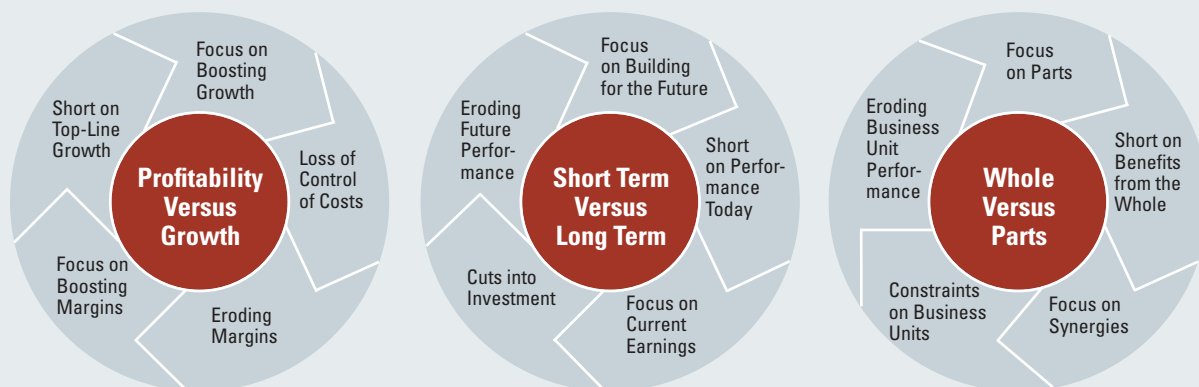 Profitability
Versus
Growth
Focus on
Boosting
Growth
Loss of
Control
of Costs
Eroding
Margins
Focus on
Boosting
Margins
Short on
Top-Line
Growth
Short Term
Versus
Long Term
Focus
on Building
for the Future
Short
on Perfor-
mance
Today
Focus on
Current
Earnings
Cuts into
Investment
Eroding
Future
Perfor-
mance
Whole
Versus
Parts
Focus
on Parts
Short on
Benefits
from the
Whole
Focus on
Synergies
Constraints
on Business
Units
Eroding
Business
Unit
Perfor-
mance